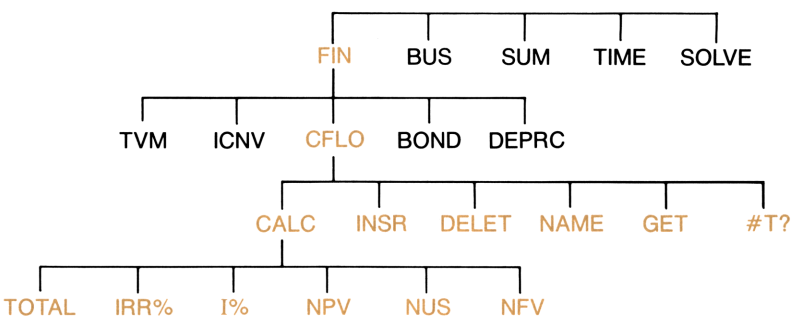 FIN BUS SUM TIME SOLVE
TVM ICNV CFLO BOND DEPRC
CALC INSR DELET NAME GET #T?
TOTAL IRR% I% NPV NUS NFV